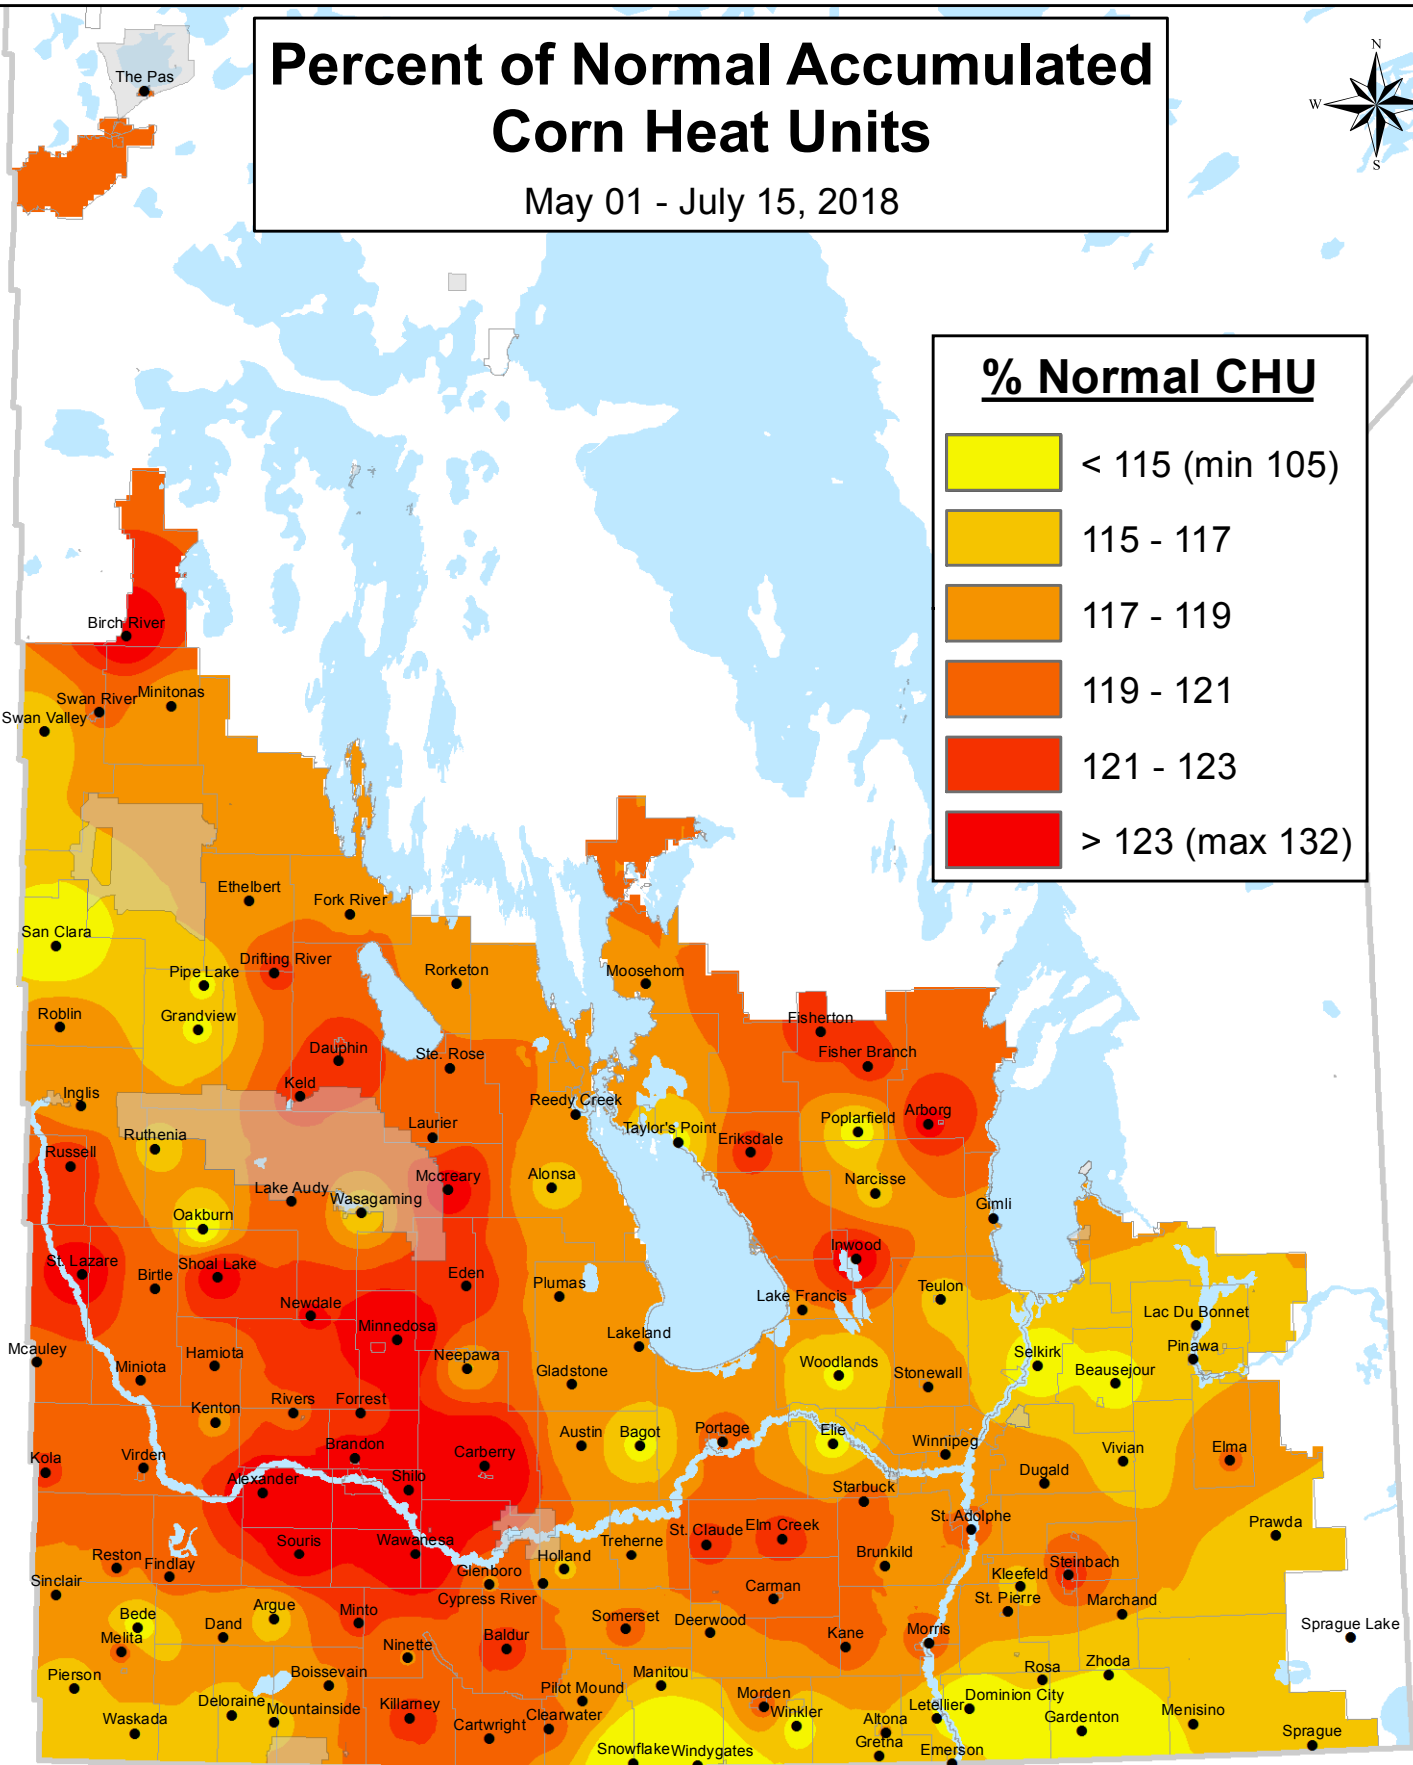 The Pas
Percent of Normal Accumulated
Corn Heat Units
May 01 - July 15, 2018
N
W
S
% Normal CHU
< 115 (min 105)
115 - 117
117 - 119
119 - 121
121 - 123
> 123 (max 132)
Birch River
Swan River
Minitonas
Swan Valley
Ethelbert
Fork River
San Clara
Drifting River
Pipe Lake
Rorketon
Moosehorn
Roblin
Grandview
Fisherton
Dauphin
Ste. Rose
Fisher Branch
Keld
Inglis
Reedy Creek
Laurier
Taylor's Point
Poplarfield
Arborg
Ruthenia
Eriksdale
Russell
Mccreary
Alonsa
Narcisse
Lake Audy
Wasagaming
Oakburn
Gimli
St. Lazare
Shoal Lake
Inwood
Birtle
Eden
Plumas
Teulon
Newdale
Lake Francis
Lac Du Bonnet
Minnedosa
Lakeland
Mcauley
Hamiota
Neepawa
Woodlands
Selkirk
Pinawa
Miniota
Gladstone
Stonewall
Beausejour
Kenton
Rivers
Forrest
Austin
Bagot
Portage
Elie
Winnipeg
Vivian
Elma
Kola
Virden
Brandon
Carberry
Alexander
Shilo
Dugald
Starbuck
St. Adolphe
Prawda
Souris
Wawanesa
Treherne
St. Claude
Elm Creek
Reston
Findlay
Holland
Brunkild
Steinbach
Sinclair
Glenboro
Kleefeld
Cypress River
Carman
St. Pierre
Marchand
Bede
Argue
Minto
Dand
Somerset
Deerwood
Sprague Lake
Melita
Baldur
Kane
Morris
Ninette
Pierson
Boissevain
Manitou
Rosa
Zhoda
Pilot Mound
Deloraine
Mountainside
Killarney
Morden
Letellier
Dominion City
Waskada
Cartwright
Clearwater
Winkler
Altona
Gardenton
Menisino
Gretna
Sprague
Snowflake
Windygates
Emerson